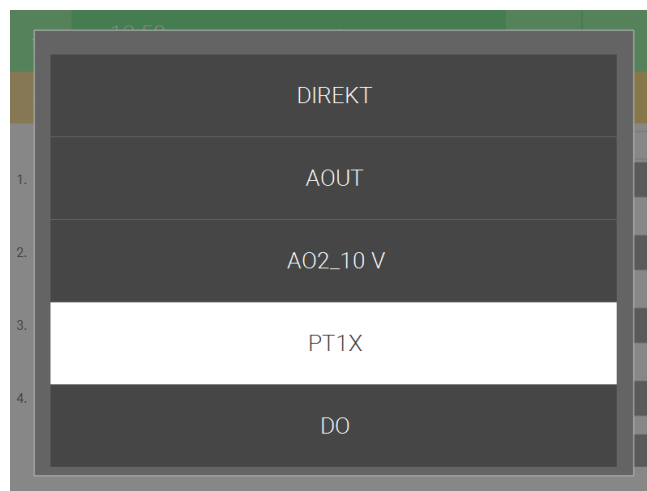 DIREKT
AOUT
1.
AO2_10 V
2.
PT1X
3.
DO
4.